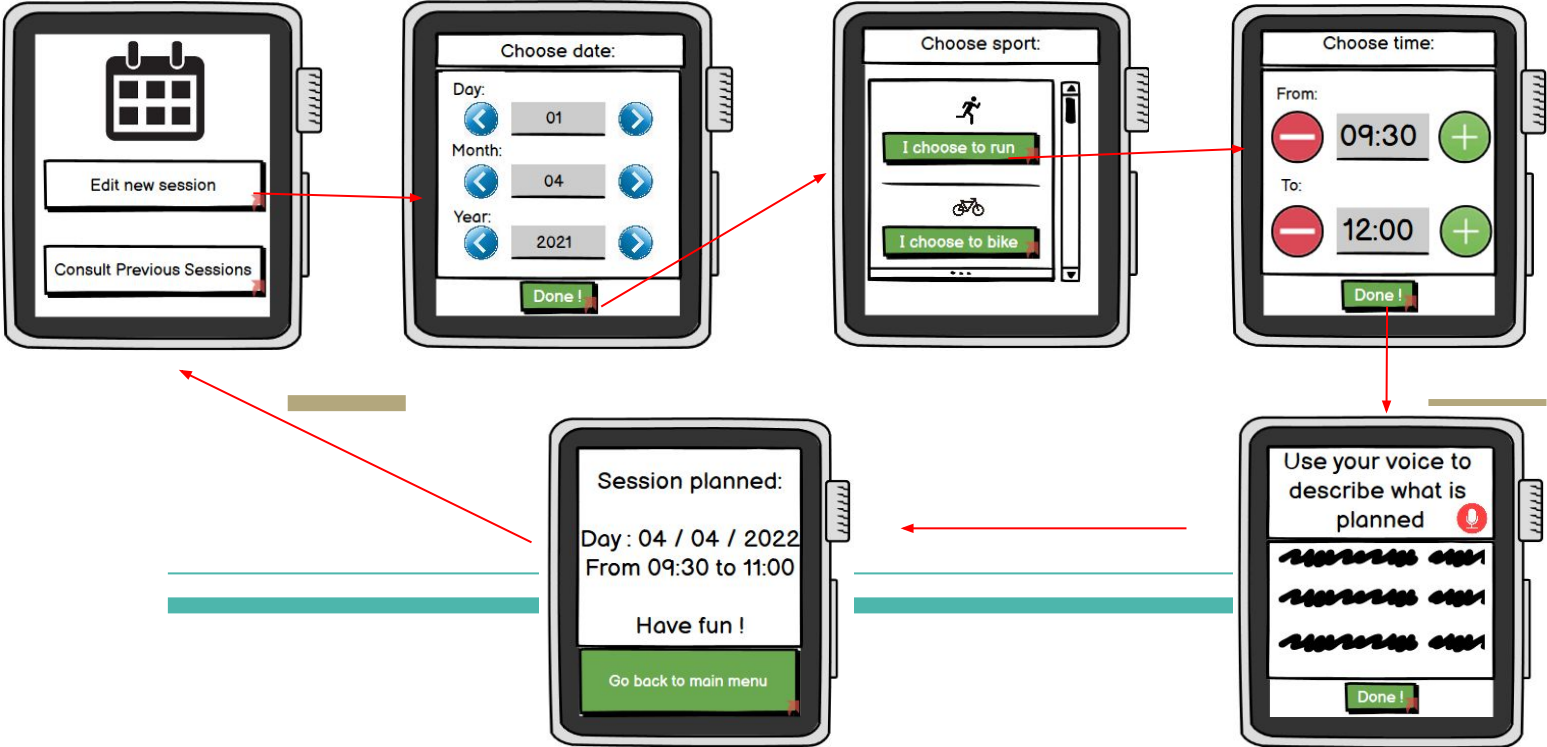 Edit new session
Consult Previous Sessions
Choose date:
Day:
01
Month:
04
Year:
2021
Done !
Choose sport:
I choose to run
I choose to bike
...
Choose time:
From:
09:30
To:
12:00
Done !
Use your voice to
describe what is
planned
Done !
Session planned:
Day : 04 / 04 / 2022
From 09:30 to 11:00
Have fun !
Go back to main menu